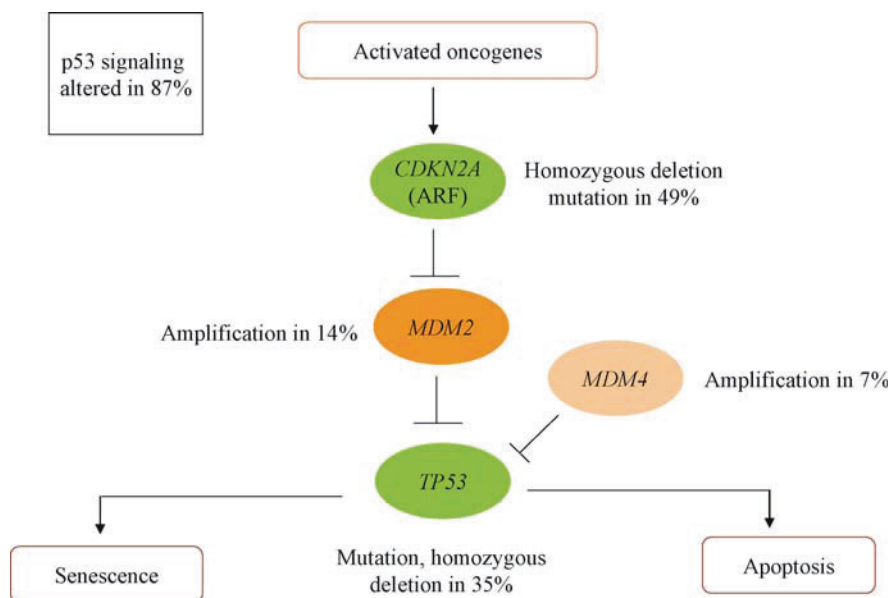 p53 signaling
altered in 87%
Activated oncogenes
CDKN2A
(ARF)
Homozygous deletion
mutation in 49%
Amplification in 14%
MDM2
MDM4
Amplification in 7%
TP53
Senescence
Mutation, homozygous
deletion in 35%
Apoptosis